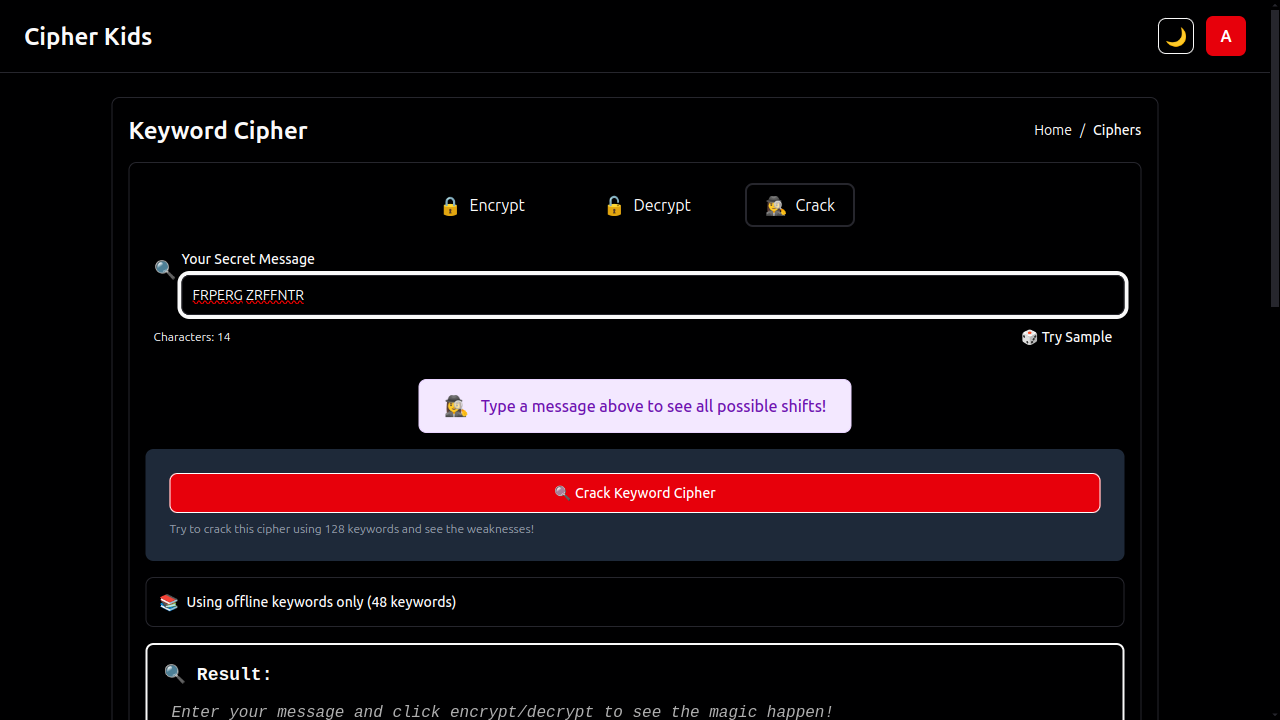 Cipher Kids
🌙 A
Keyword Cipher
Home / Ciphers
🔒 Encrypt
🔓 Decrypt
🕵️ Crack
🔍 Your Secret Message
FRPERG ZRFFNTR
Characters: 14
🎲 Try Sample
🕵️ Type a message above to see all possible shifts!
🔍 Crack Keyword Cipher
Try to crack this cipher using 128 keywords and see the weaknesses!
📚 Using offline keywords only (48 keywords)
🔍 Result:
Enter your message and click encrypt/decrypt to see the magic happen!